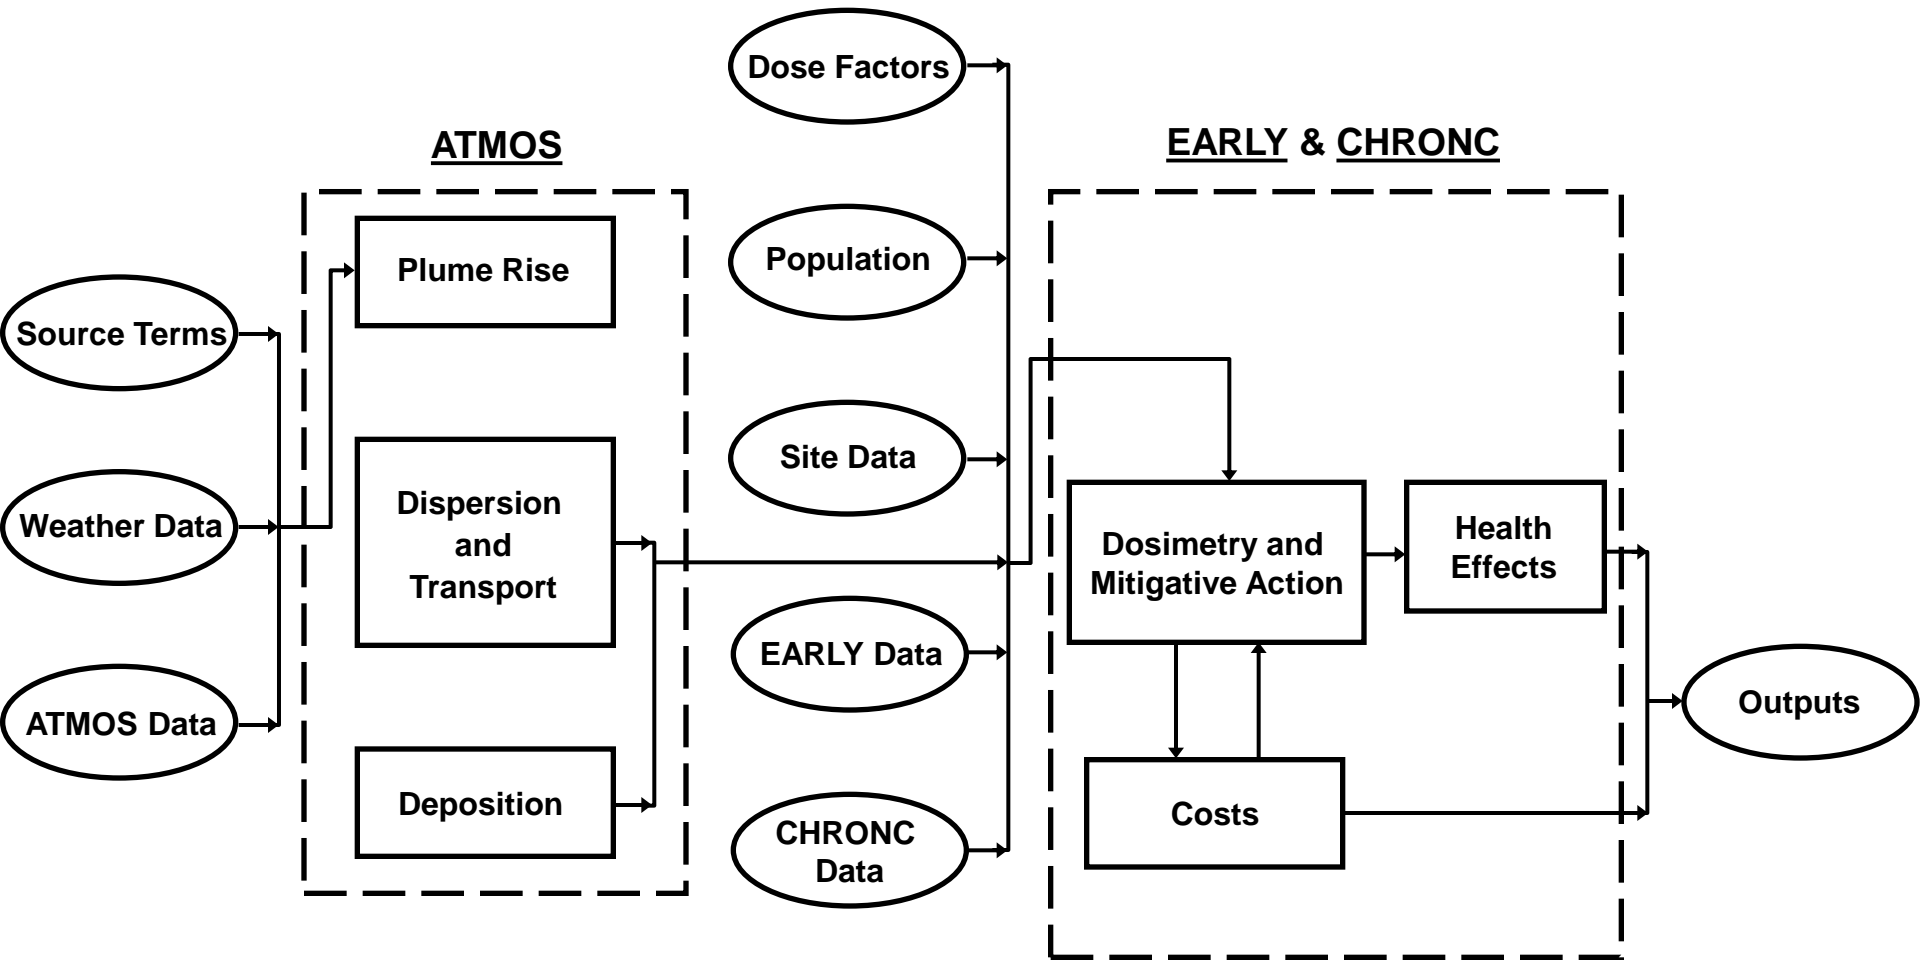 ATMOS
EARLY & CHRONC
Source Terms
Weather Data
ATMOS Data
Plume Rise
Dispersion
and
Transport
Deposition
Dose Factors
Population
Site Data
EARLY Data
CHRONC
Data
Dosimetry and
Mitigative Action
Health
Effects
Costs
Outputs